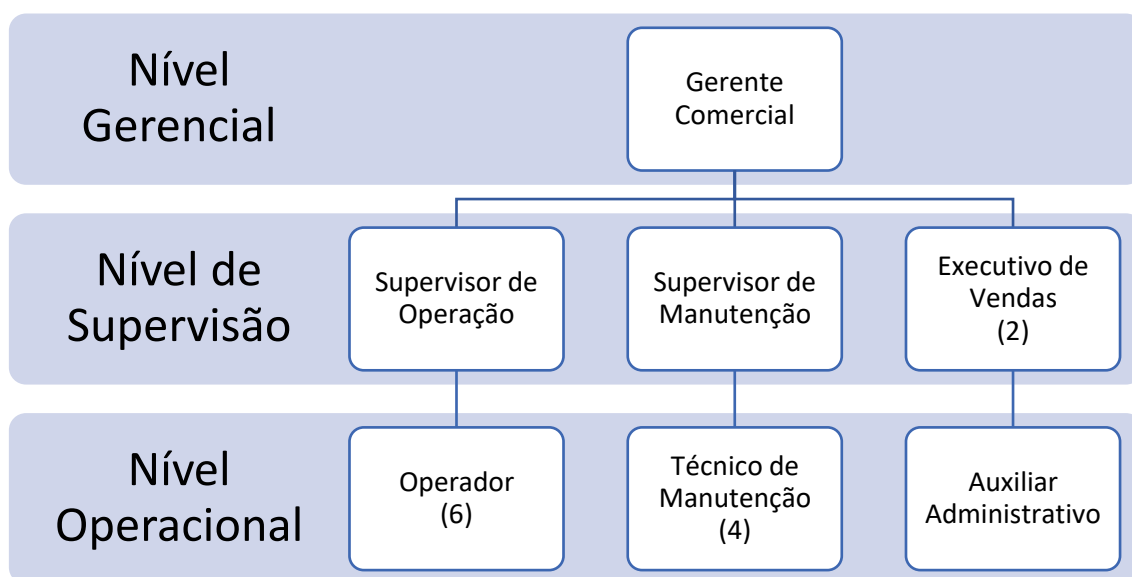 Nível
Gerencial
Gerente
Comercial
Nível de
Supervisão
Supervisor de
Operação
Supervisor de
Manutenção
Executivo de
Vendas
(2)
Nível
Operacional
Operador
(6)
Técnico de
Manutenção
(4)
Auxiliar
Administrativo